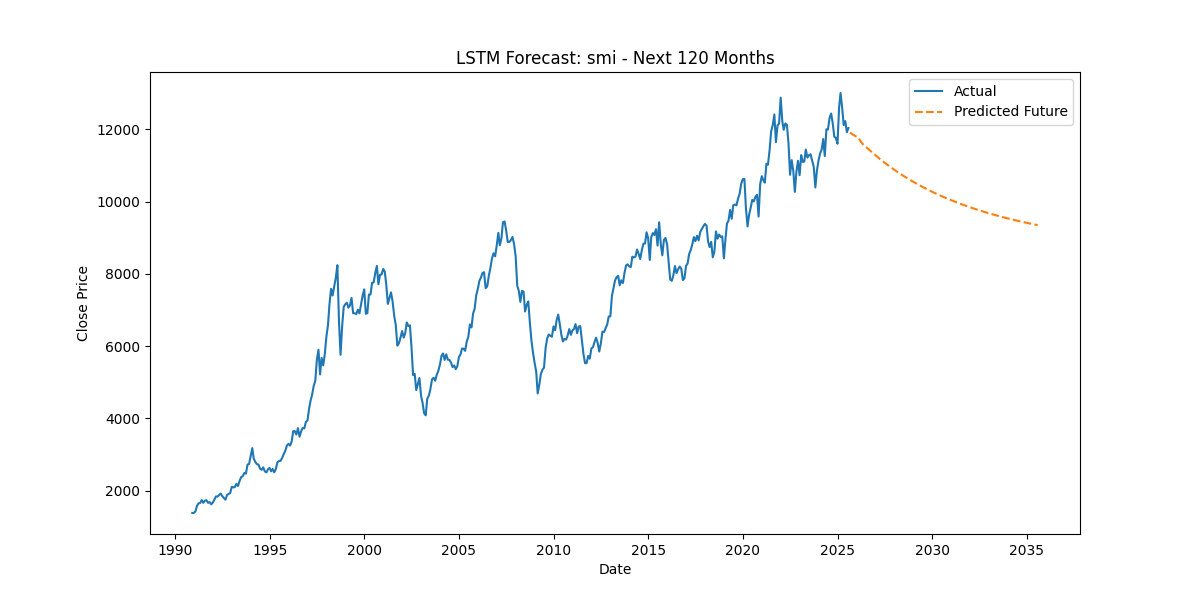 LSTM Forecast: smi - Next 120 Months
Actual
Predicted Future
Close Price
12000
10000
8000
6000
4000
2000
1990 1995 2000 2005 2010 2015 2020 2025 2030 2035
Date